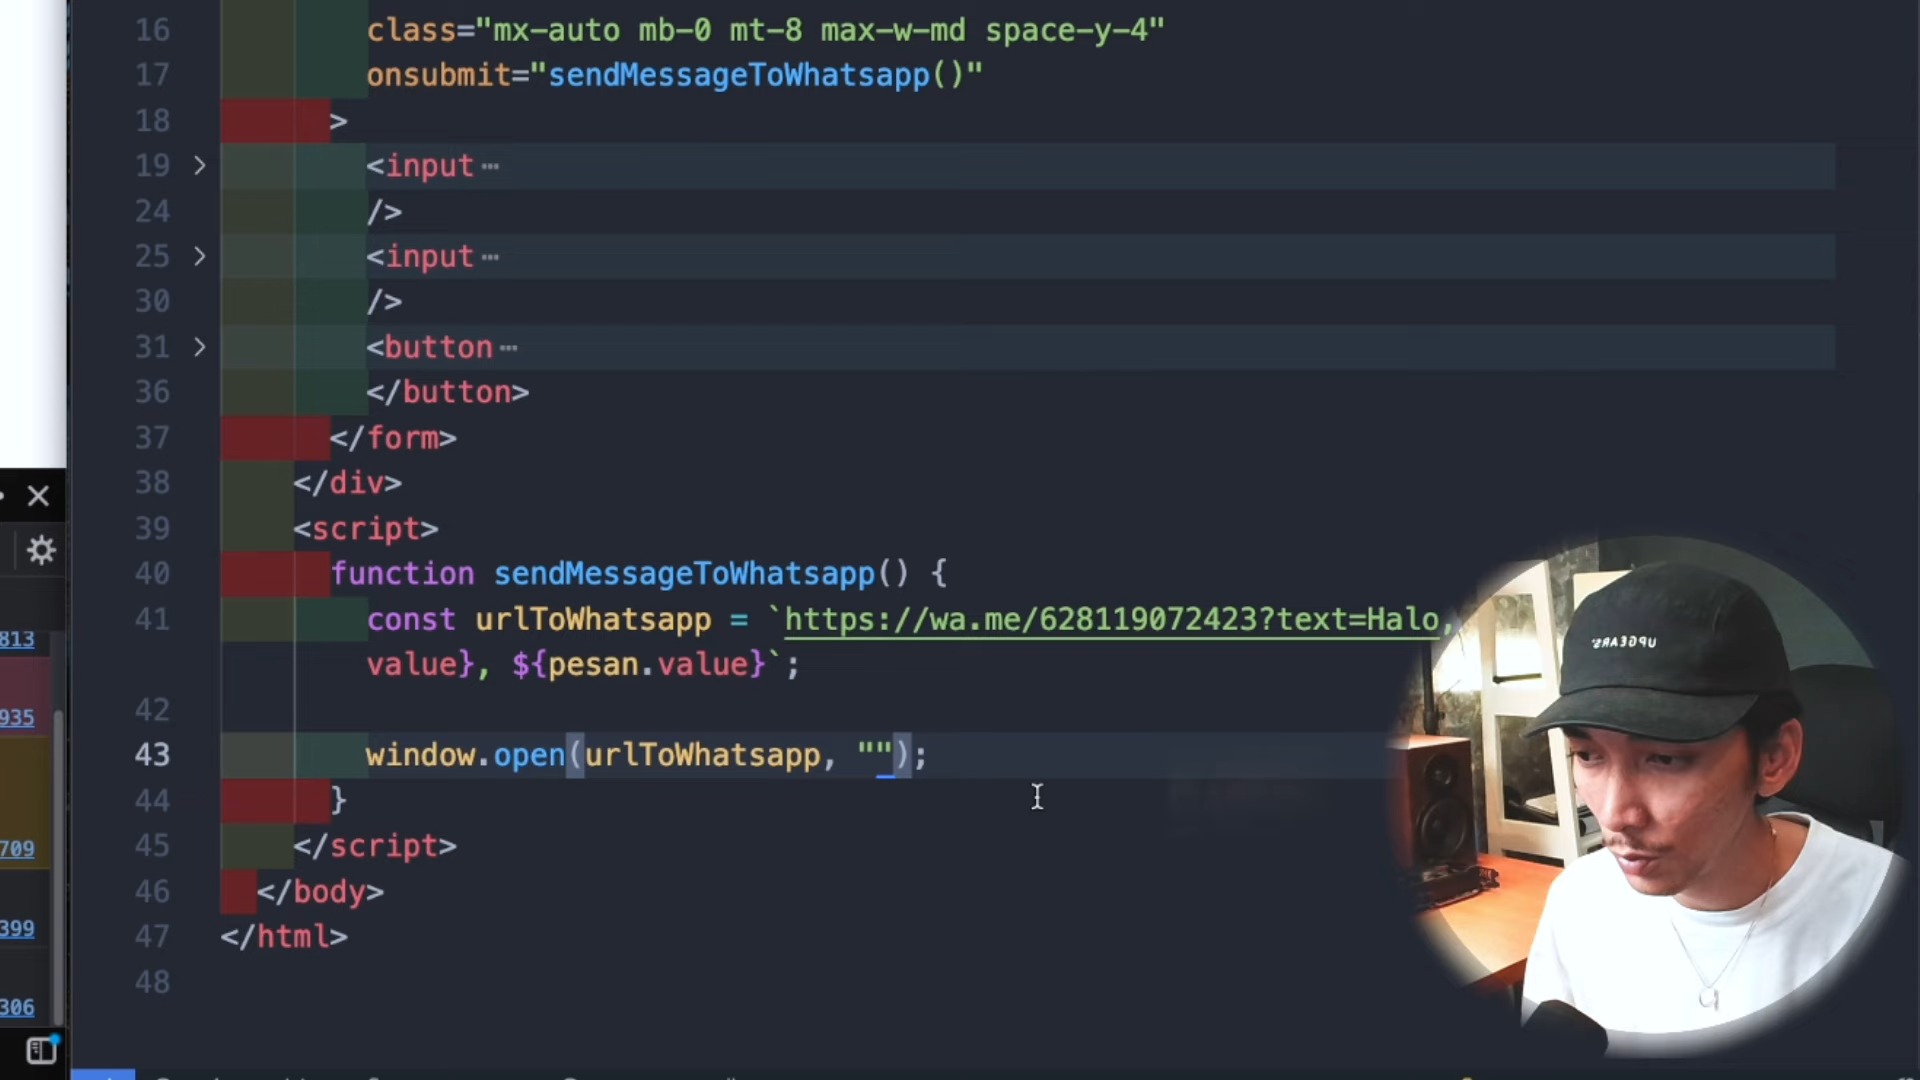 16 class="mx-auto mb-0 mt-8 max-w-md space-y-4"
17 onsubmit="sendMessageToWhatsapp()"
18 >
19 > <input ⋯
24 />
25 > <input ⋯
30 />
31 > <button ⋯
36 </button>
37 </form>
38 </div>
39 <script>
40 function sendMessageToWhatsapp() {
41 const urlToWhatsapp = `https://wa.me/628119072423?text=Halo,
value}, ${pesan.value}`;
42
43 window.open(urlToWhatsapp, "");
44 }
45 </script>
46 </body>
47 </html>
48
813
935
709
399
306
UPGEARS